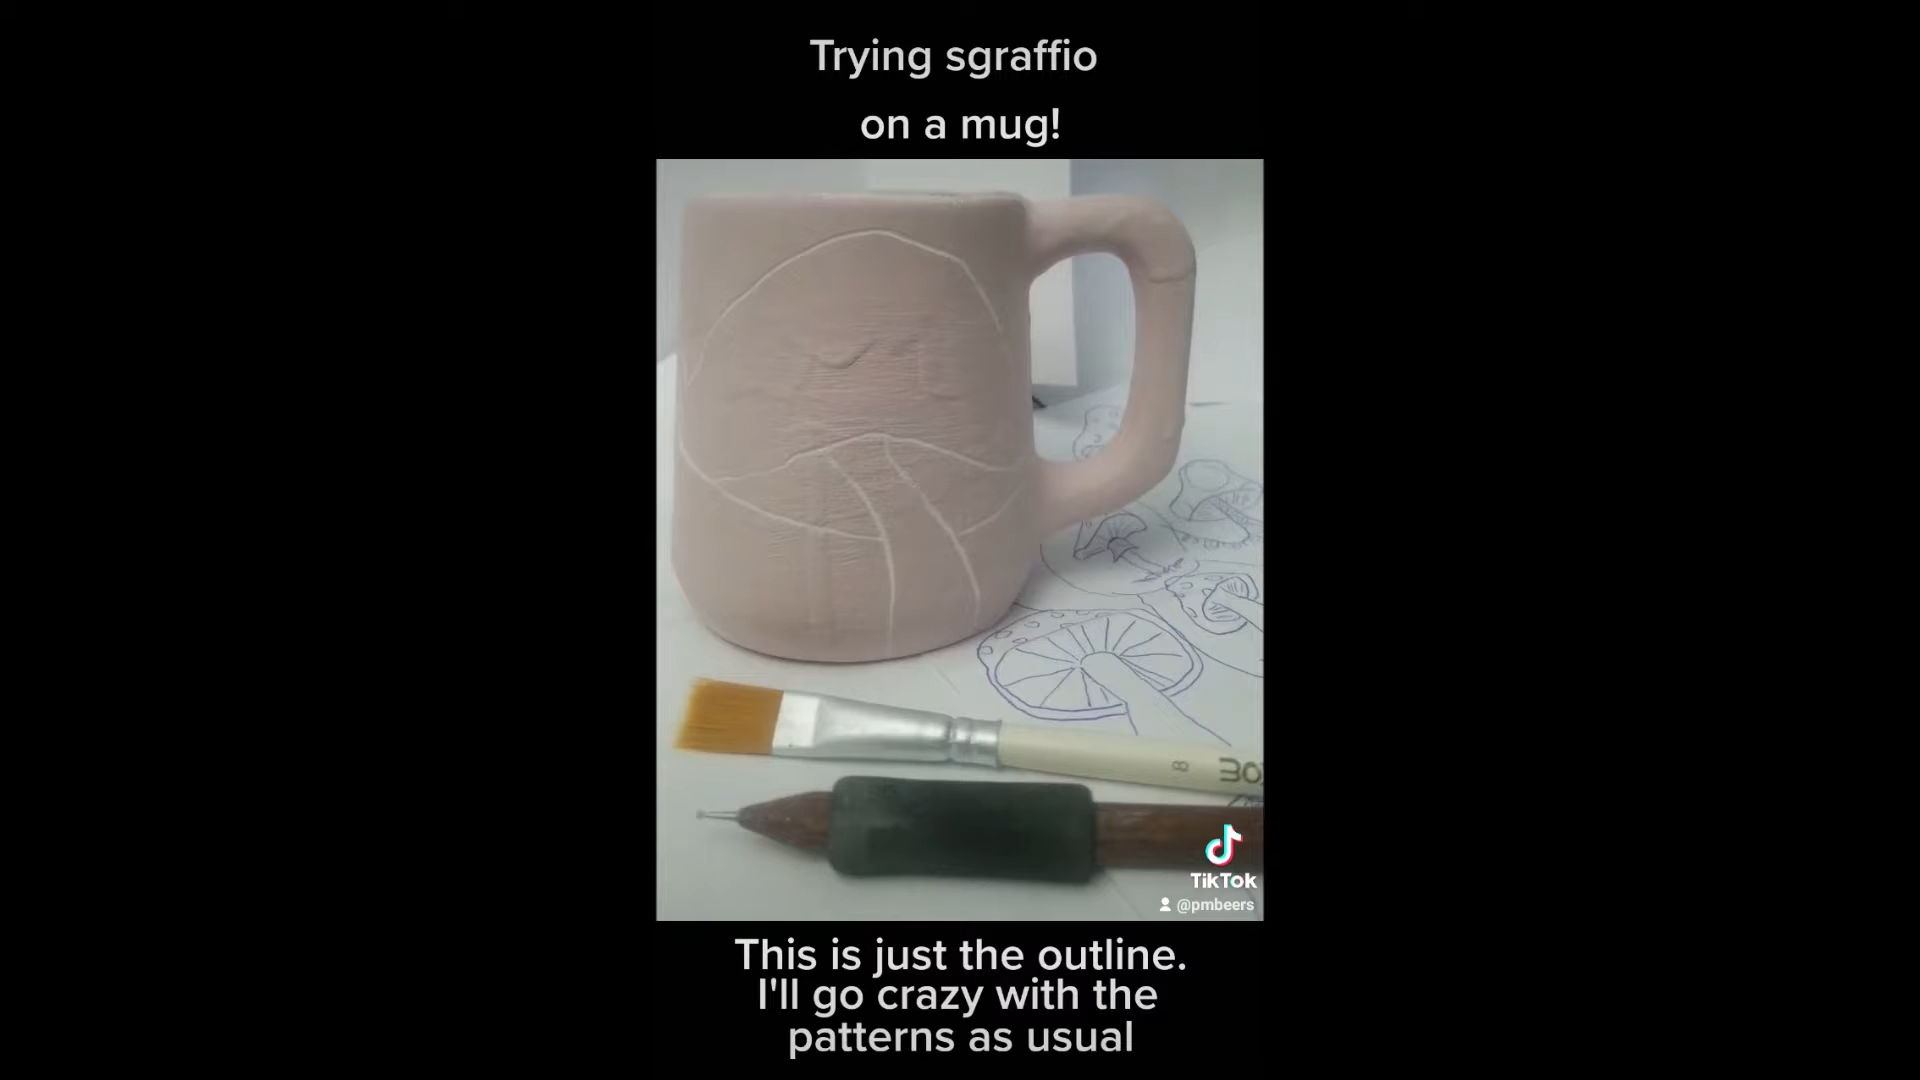 Trying sgraffio
on a mug!
8
TikTok
@pmbeers
This is just the outline.
I'll go crazy with the
patterns as usual